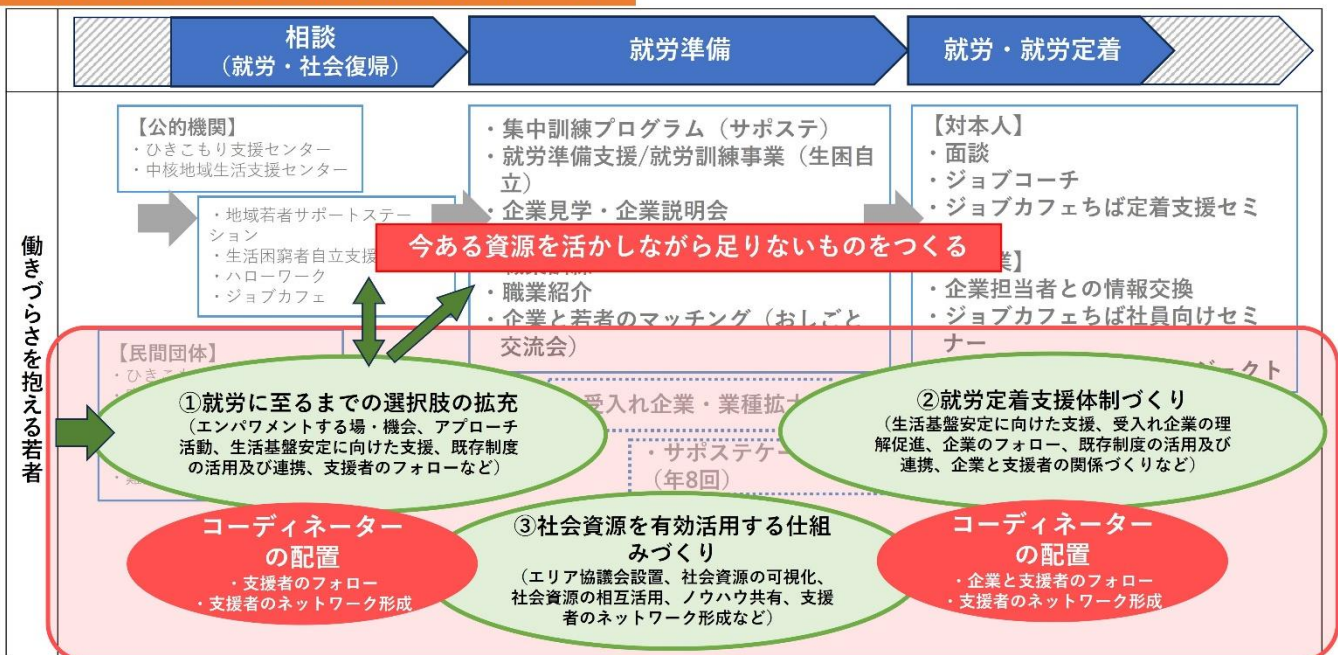 相談
（就労・社会復帰）
就労準備
就労・就労定着
働きづらさを抱える若者
【公的機関】
・ひきこもり支援センター
・中核地域生活支援センター
・地域若者サポートステー
ション
・生活困窮者自立支援
・ハローワーク
・ジョブカフェ
・集中訓練プログラム（サポステ）
・就労準備支援/就労訓練事業（生困自
立）
・企業見学・企業説明会
・職業紹介
・企業と若者のマッチング（おしごと
交流会）
【対本人】
・面談
・ジョブコーチ
・ジョブカフェちば定着支援セミ
・企業担当者との情報交換
・ジョブカフェちば社員向けセミ
ナー
今ある資源を活かしながら足りないものをつくる
【民間団体】
・ひきこ
受入れ企業・業種拡大
・サポステケー
（年8回）
①就労に至るまでの選択肢の拡充
（エンパワメントする場・機会、アプローチ
活動、生活基盤安定に向けた支援、既存制度
の活用及び連携、支援者のフォローなど）
②就労定着支援体制づくり
（生活基盤安定に向けた支援、受入れ企業の理
解促進、企業のフォロー、既存制度の活用及び
連携、企業と支援者の関係づくりなど）
コーディネーター
の配置
・支援者のフォロー
・支援者のネットワーク形成
③社会資源を有効活用する仕組
みづくり
（エリア協議会設置、社会資源の可視化、
社会資源の相互活用、ノウハウ共有、支援
者のネットワーク形成など）
コーディネーター
の配置
・企業と支援者のフォロー
・支援者のネットワーク形成